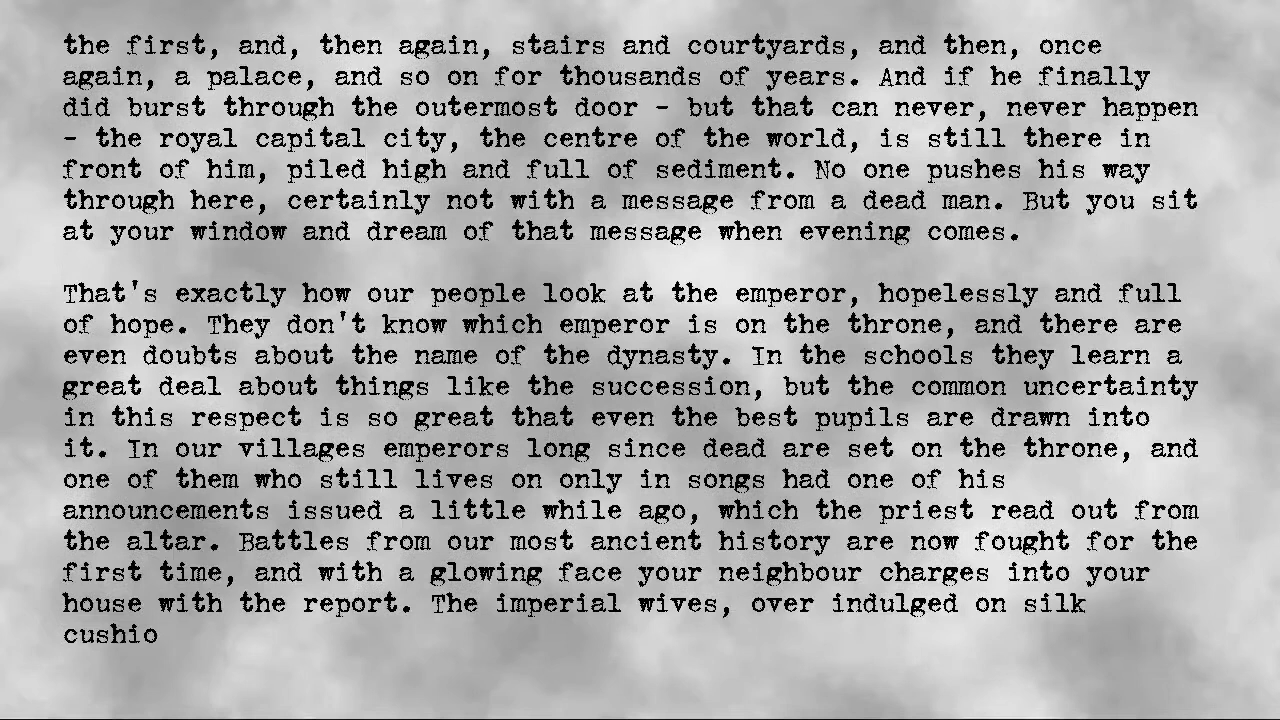 the first, and, then again, stairs and courtyards, and then, once
again, a palace, and so on for thousands of years. And if he finally
did burst through the outermost door - but that can never, never happen
- the royal capital city, the centre of the world, is still there in
front of him, piled high and full of sediment. No one pushes his way
through here, certainly not with a message from a dead man. But you sit
at your window and dream of that message when evening comes.

That's exactly how our people look at the emperor, hopelessly and full
of hope. They don't know which emperor is on the throne, and there are
even doubts about the name of the dynasty. In the schools they learn a
great deal about things like the succession, but the common uncertainty
in this respect is so great that even the best pupils are drawn into
it. In our villages emperors long since dead are set on the throne, and
one of them who still lives on only in songs had one of his
announcements issued a little while ago, which the priest read out from
the altar. Battles from our most ancient history are now fought for the
first time, and with a glowing face your neighbour charges into your
house with the report. The imperial wives, over indulged on silk
cushio